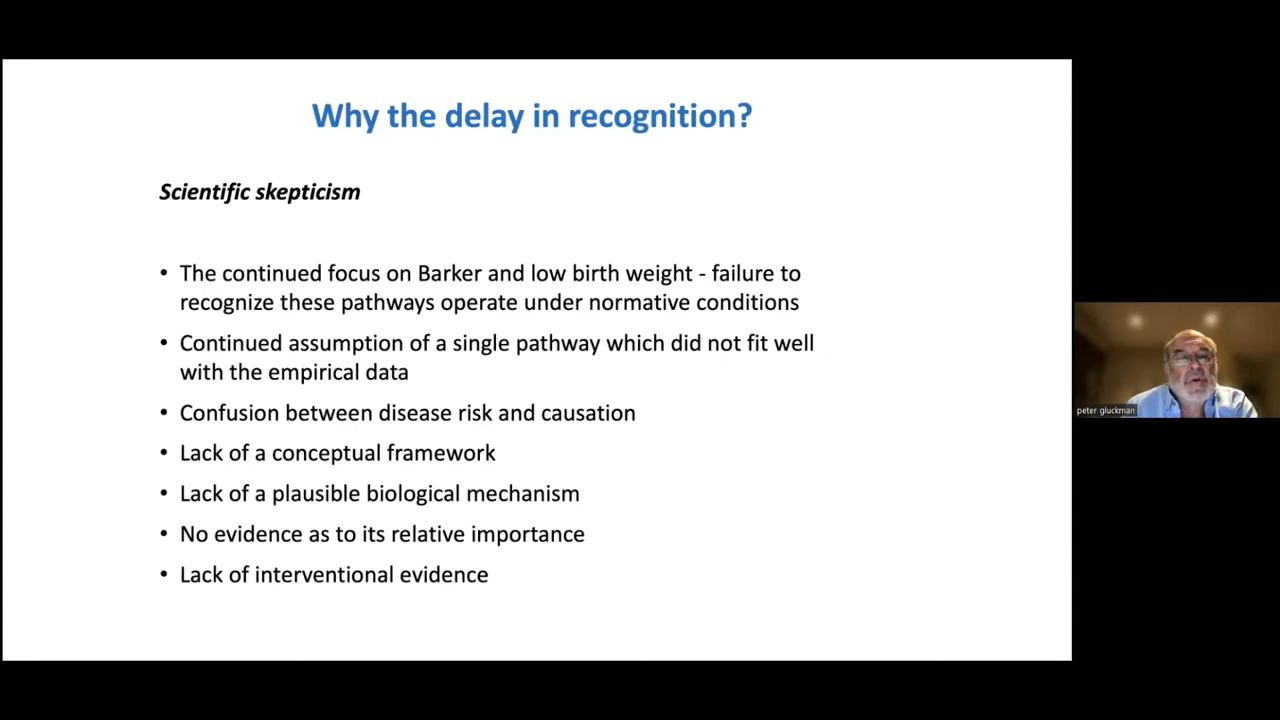 Why the delay in recognition?
Scientific skepticism
• The continued focus on Barker and low birth weight - failure to
recognize these pathways operate under normative conditions
• Continued assumption of a single pathway which did not fit well
with the empirical data
• Confusion between disease risk and causation
• Lack of a conceptual framework
• Lack of a plausible biological mechanism
• No evidence as to its relative importance
• Lack of interventional evidence
peter gluckman